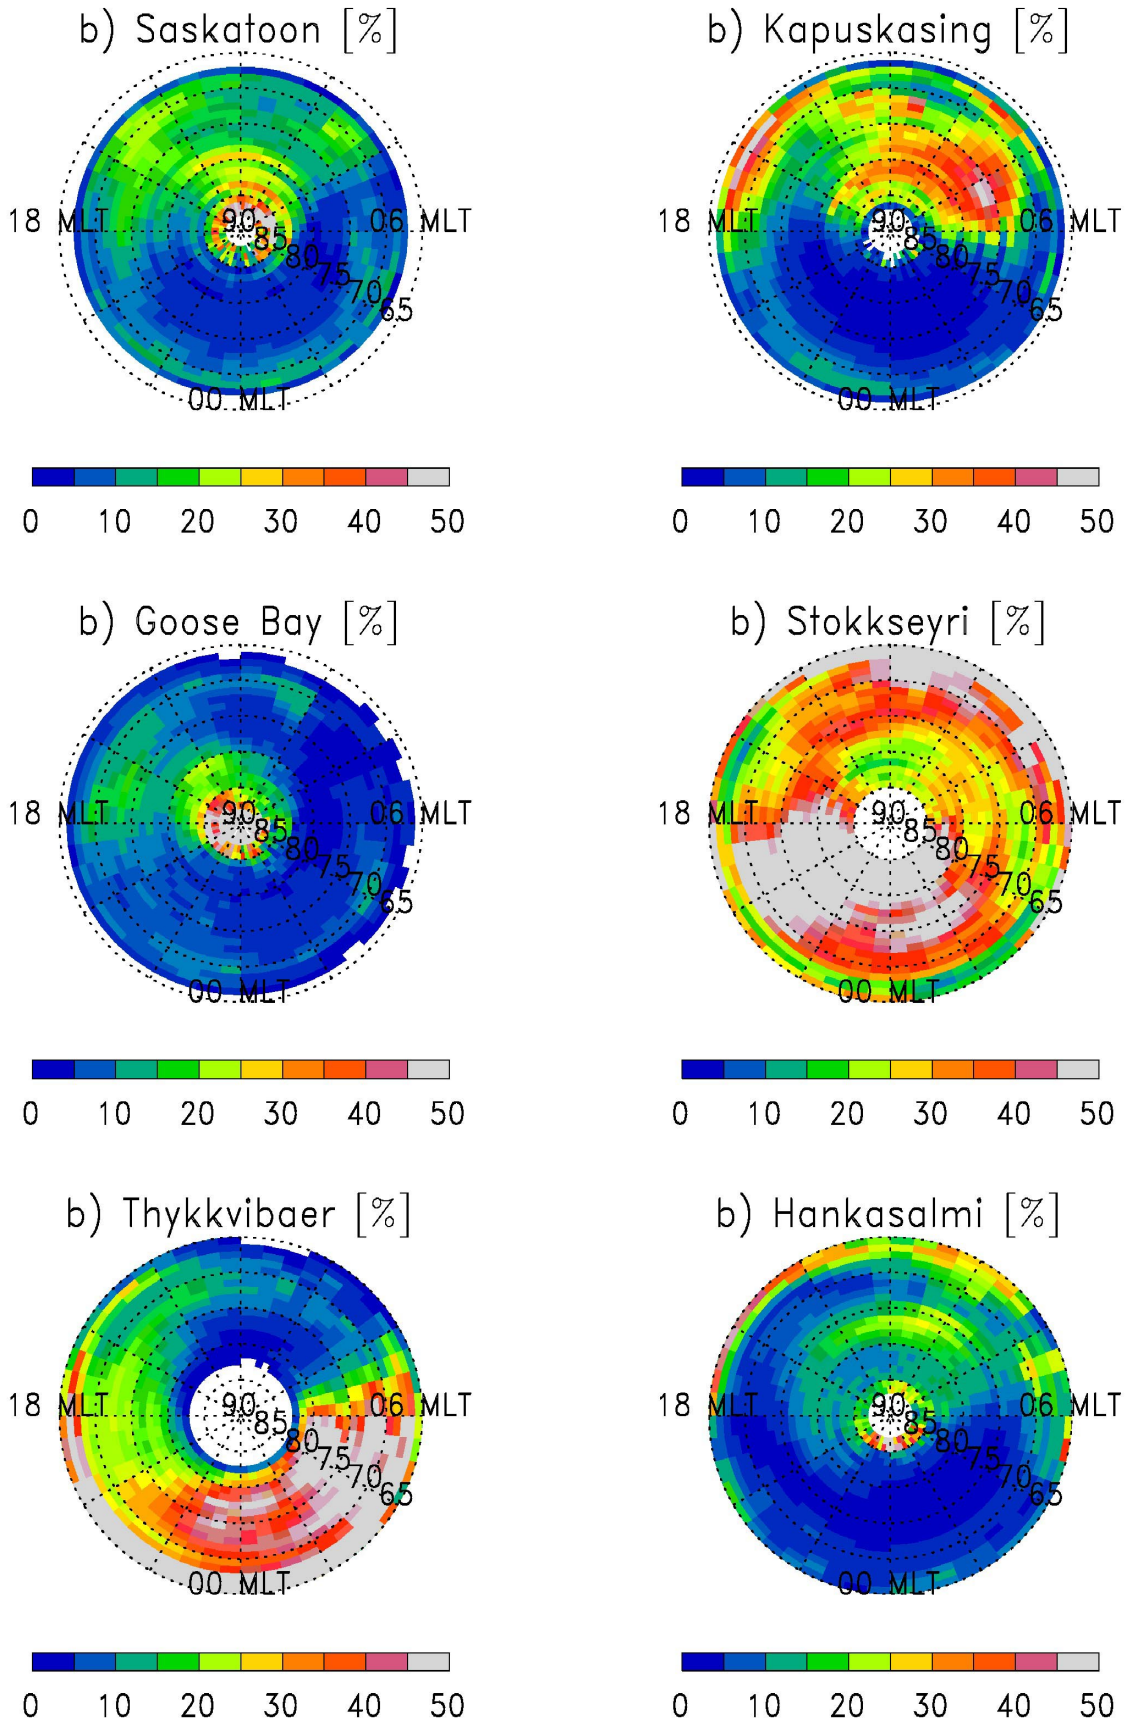 b) Saskatoon [%]
b) Kapuskasing [%]
18 MLT 90 06 MLT
85
80
75
70
65
00 MLT
18 MLT 90 06 MLT
85
80
75
70
65
00 MLT
0 10 20 30 40 50
0 10 20 30 40 50
b) Goose Bay [%]
b) Stokkseyri [%]
18 MLT 90 06 MLT
85
80
75
70
65
00 MLT
18 MLT 90 06 MLT
85
80
75
70
65
00 MLT
0 10 20 30 40 50
0 10 20 30 40 50
b) Thykkvibaer [%]
b) Hankasalmi [%]
18 MLT 90 06 MLT
85
80
75
70
65
00 MLT
18 MLT 90 06 MLT
85
80
75
70
65
00 MLT
0 10 20 30 40 50
0 10 20 30 40 50